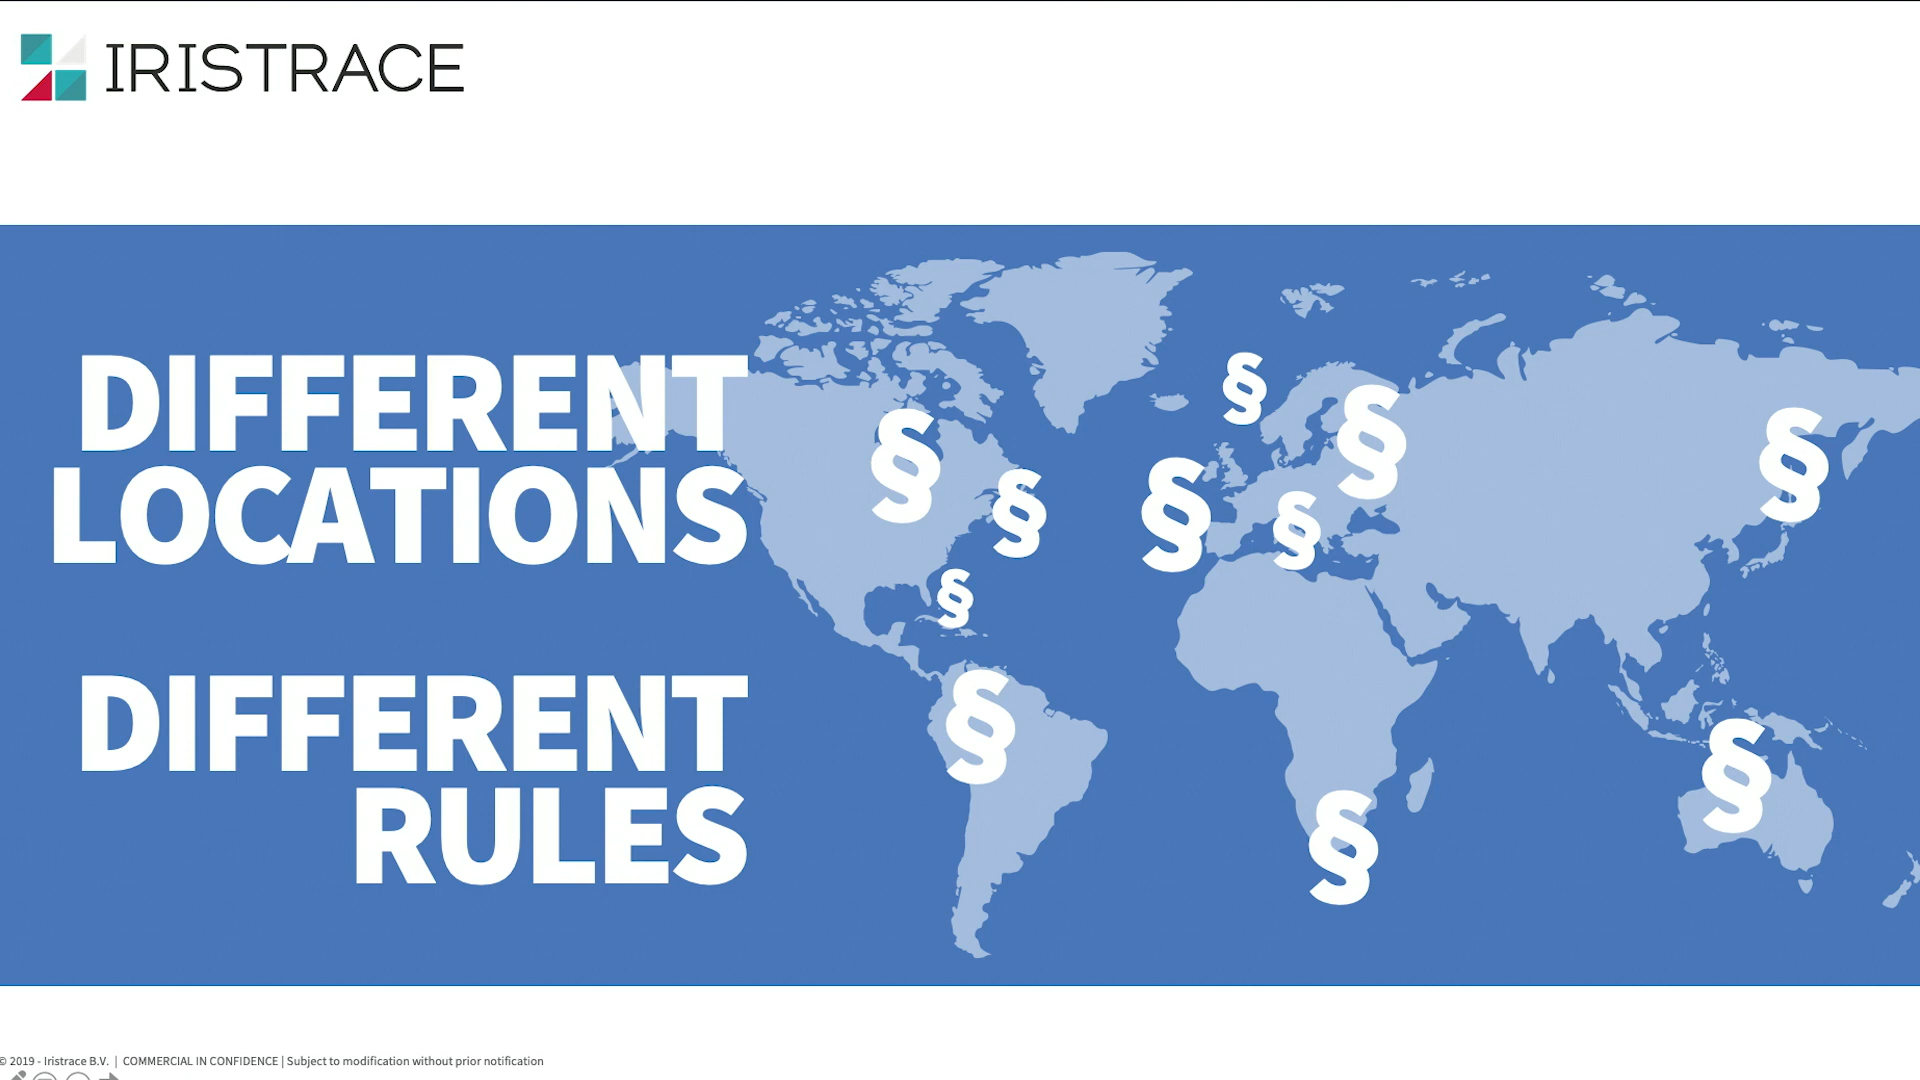 IRISTRACE
DIFFERENT
LOCATIONS
DIFFERENT
RULES
§
§
§
§
§
§
§
§
§
§
§
© 2019 - Iristrace B.V. | COMMERCIAL IN CONFIDENCE | Subject to modification without prior notification